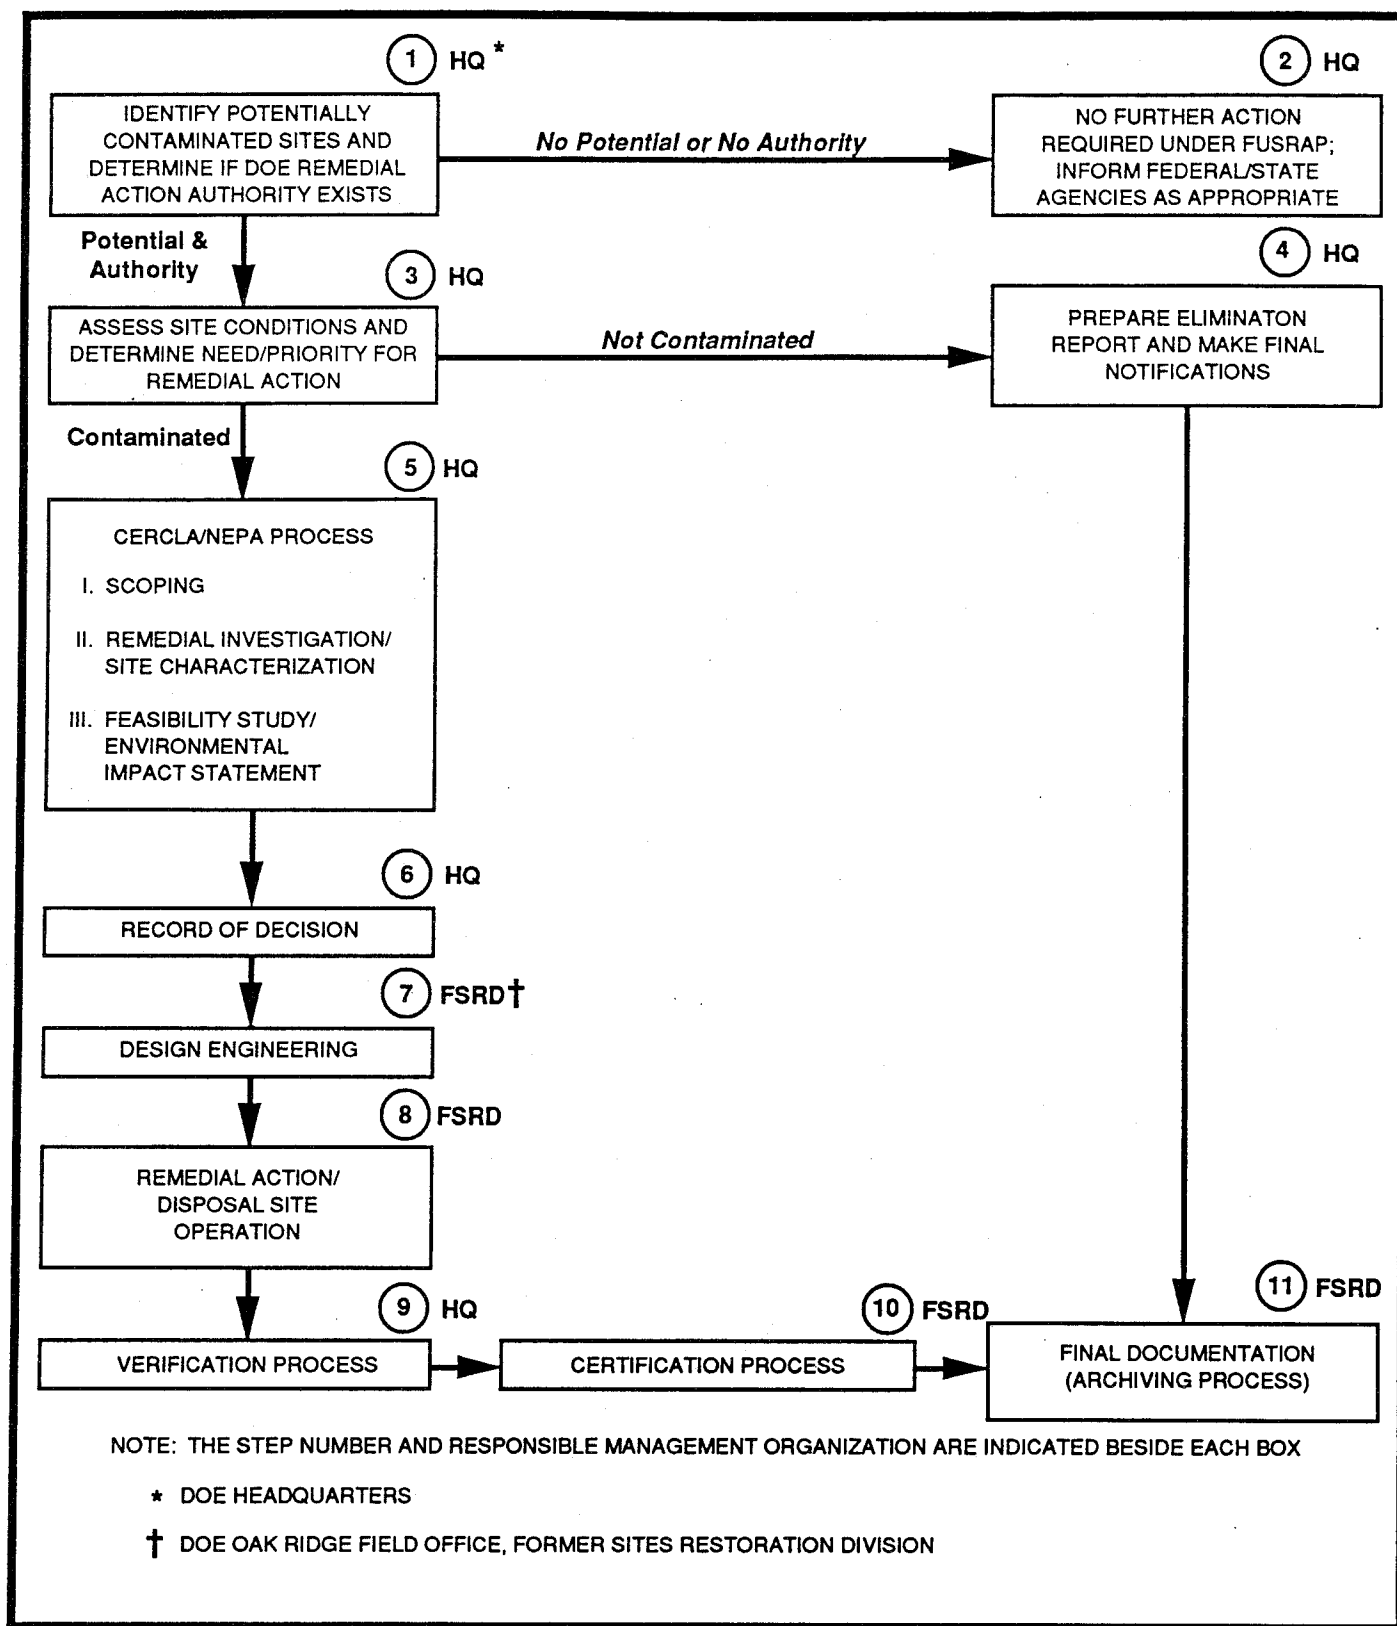 1 HQ *
IDENTIFY POTENTIALLY
CONTAMINATED SITES AND
DETERMINE IF DOE REMEDIAL
ACTION AUTHORITY EXISTS
No Potential or No Authority
2 HQ
NO FURTHER ACTION
REQUIRED UNDER FUSRAP;
INFORM FEDERAL/STATE
AGENCIES AS APPROPRIATE
Potential &
Authority
3 HQ
ASSESS SITE CONDITIONS AND
DETERMINE NEED/PRIORITY FOR
REMEDIAL ACTION
Not Contaminated
4 HQ
PREPARE ELIMINATON
REPORT AND MAKE FINAL
NOTIFICATIONS
Contaminated
5 HQ
CERCLA/NEPA PROCESS
I. SCOPING
II. REMEDIAL INVESTIGATION/
SITE CHARACTERIZATION
III. FEASIBILITY STUDY/
ENVIRONMENTAL
IMPACT STATEMENT
6 HQ
RECORD OF DECISION
7 FSRD†
DESIGN ENGINEERING
8 FSRD
REMEDIAL ACTION/
DISPOSAL SITE
OPERATION
9 HQ
VERIFICATION PROCESS
10 FSRD
CERTIFICATION PROCESS
11 FSRD
FINAL DOCUMENTATION
(ARCHIVING PROCESS)
NOTE: THE STEP NUMBER AND RESPONSIBLE MANAGEMENT ORGANIZATION ARE INDICATED BESIDE EACH BOX
* DOE HEADQUARTERS
† DOE OAK RIDGE FIELD OFFICE, FORMER SITES RESTORATION DIVISION